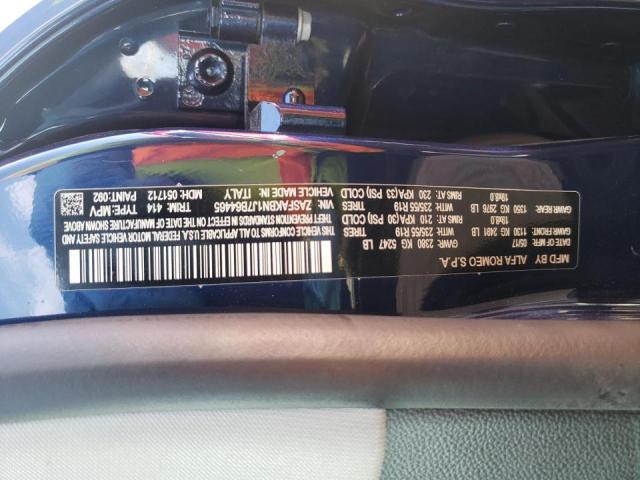 MFD BY ALFA ROMEO S.P.A.
DATE OF MFR 05/17 GVWR: 2380 KG 5247 LB
GAWR FRONT: 1130 KG 2491 LB WITH: 235/55 R19 TIRES
RIMS AT: 210 KPA(30 PSI) COLD
19x8.0
GAWR REAR: 1350 KG 2976 LB WITH: 235/55 R19 TIRES
RIMS AT: 230 KPA(33 PSI) COLD
19x8.0
THIS VEHICLE CONFORMS TO ALL APPLICABLE U.S.A. FEDERAL MOTOR VEHICLE SAFETY AND
THEFT PREVENTION STANDARDS IN EFFECT ON THE DATE OF MANUFACTURE SHOWN ABOVE
VIN: ZASFAKBN1J7B64465 TRIM: 414 TYPE: MPV
VEHICLE MADE IN: ITALY MDH: 051712 PAINT: 092